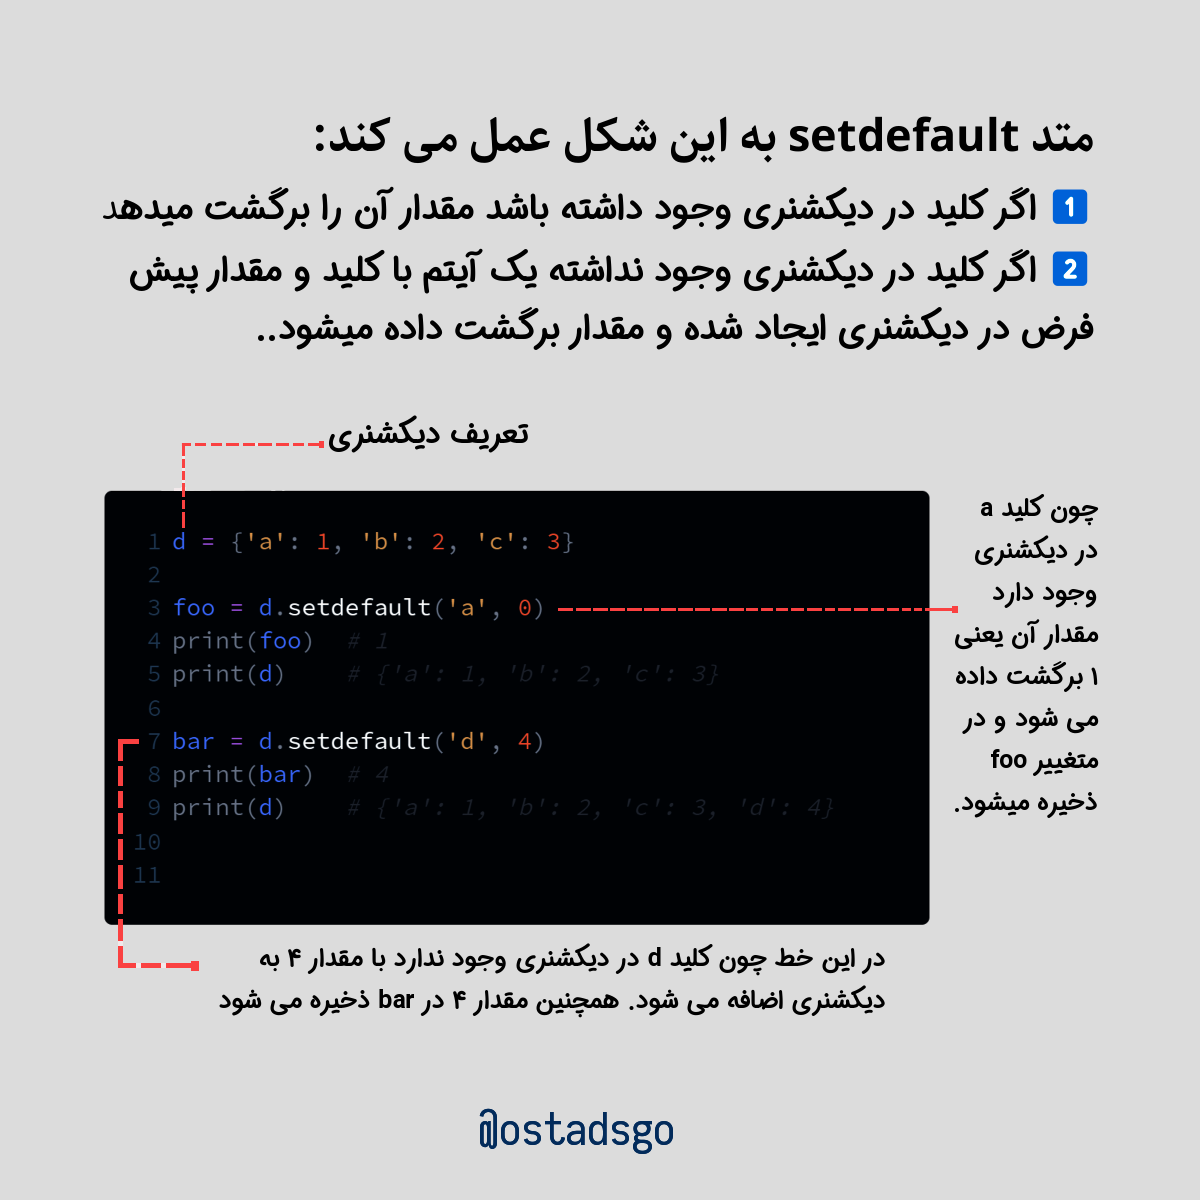 متد setdefault به این شکل عمل می کند:
1 اگر کلید در دیکشنری وجود داشته باشد مقدار آن را برگشت میدهد
2 اگر کلید در دیکشنری وجود نداشته یک آیتم با کلید و مقدار پیش
فرض در دیکشنری ایجاد شده و مقدار برگشت داده میشود..
تعریف دیکشنری
1 d = {'a': 1, 'b': 2, 'c': 3}
2
3 foo = d.setdefault('a', 0)
4 print(foo)  # 1
5 print(d)    # {'a': 1, 'b': 2, 'c': 3}
6
7 bar = d.setdefault('d', 4)
8 print(bar)  # 4
9 print(d)    # {'a': 1, 'b': 2, 'c': 3, 'd': 4}
10
11
چون کلید a
در دیکشنری
وجود دارد
مقدار آن یعنی
۱ برگشت داده
می شود و در
متغییر foo
ذخیره میشود.
در این خط چون کلید d در دیکشنری وجود ندارد با مقدار ۴ به
دیکشنری اضافه می شود. همچنین مقدار ۴ در bar ذخیره می شود
@ostadsgo